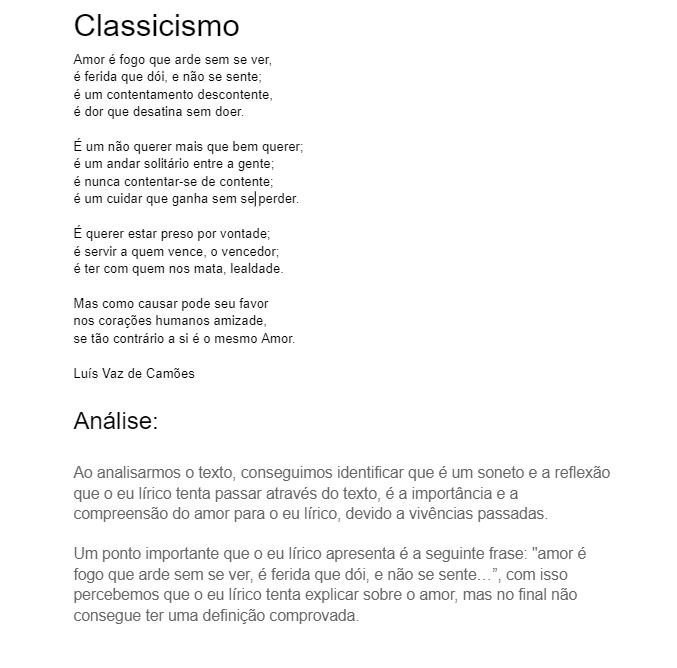 Classicismo
Amor é fogo que arde sem se ver,
é ferida que dói, e não se sente;
é um contentamento descontente,
é dor que desatina sem doer.
É um não querer mais que bem querer;
é um andar solitário entre a gente;
é nunca contentar-se de contente;
é um cuidar que ganha sem se perder.
É querer estar preso por vontade;
é servir a quem vence, o vencedor;
é ter com quem nos mata, lealdade.
Mas como causar pode seu favor
nos corações humanos amizade,
se tão contrário a si é o mesmo Amor.
Luís Vaz de Camões
Análise:
Ao analisarmos o texto, conseguimos identificar que é um soneto e a reflexão
que o eu lírico tenta passar através do texto, é a importância e a
compreensão do amor para o eu lírico, devido a vivências passadas.
Um ponto importante que o eu lírico apresenta é a seguinte frase: "amor é
fogo que arde sem se ver, é ferida que dói, e não se sente…”, com isso
percebemos que o eu lírico tenta explicar sobre o amor, mas no final não
consegue ter uma definição comprovada.